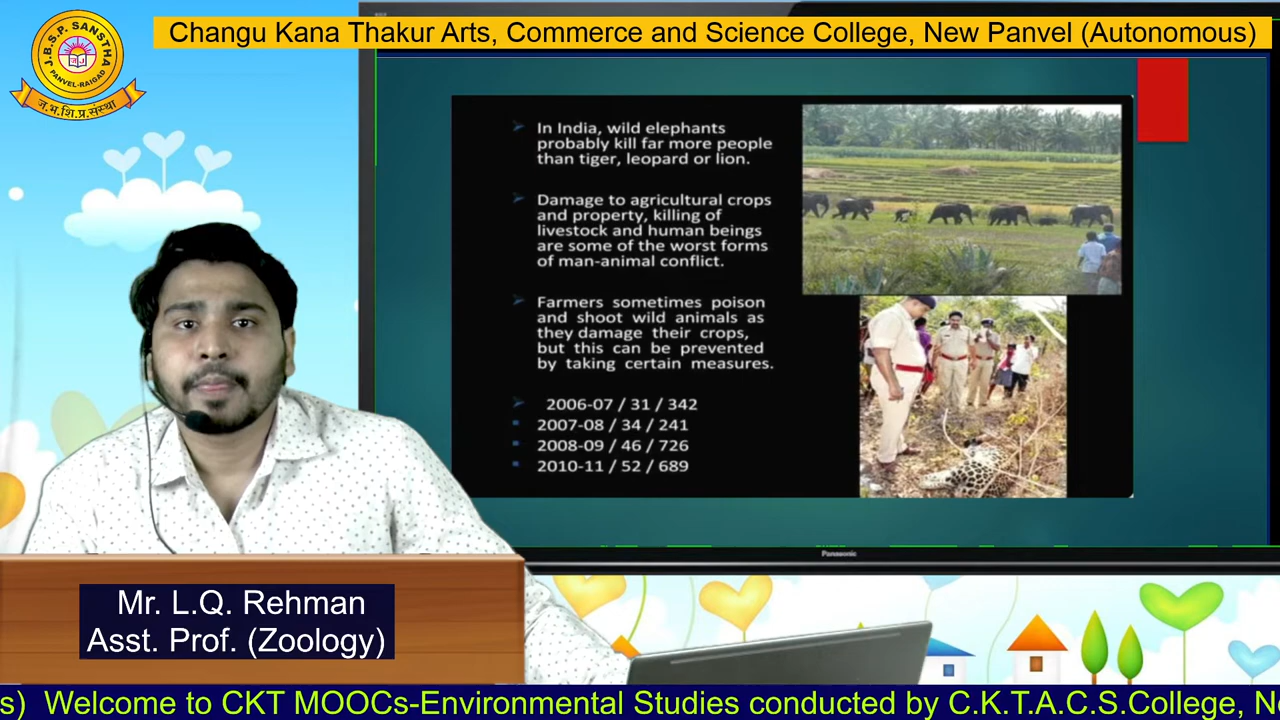 Changu Kana Thakur Arts, Commerce and Science College, New Panvel (Autonomous)
J.B.S.P. SANSTHA
PANVEL-RAIGAD
ज.भ.शि.प्र.संस्था
In India, wild elephants
probably kill far more people
than tiger, leopard or lion.
Damage to agricultural crops
and property, killing of
livestock and human beings
are some of the worst forms
of man-animal conflict.
Farmers sometimes poison
and shoot wild animals as
they damage their crops,
but this can be prevented
by taking certain measures.
2006-07 / 31 / 342
2007-08 / 34 / 241
2008-09 / 46 / 726
2010-11 / 52 / 689
Panasonic
Mr. L.Q. Rehman
Asst. Prof. (Zoology)
s) Welcome to CKT MOOCs-Environmental Studies conducted by C.K.T.A.C.S.College, N